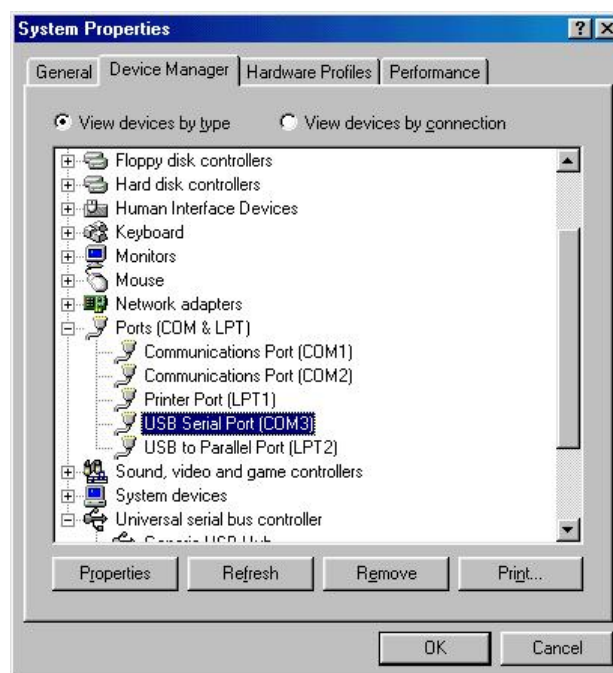 System Properties
General Device Manager Hardware Profiles Performance
View devices by type View devices by connection
Floppy disk controllers
Hard disk controllers
Human Interface Devices
Keyboard
Monitors
Mouse
Network adapters
Ports (COM & LPT)
Communications Port (COM1)
Communications Port (COM2)
Printer Port (LPT1)
USB Serial Port (COM3)
USB to Parallel Port (LPT2)
Sound, video and game controllers
System devices
Universal serial bus controller
Generic USB Hub
Properties Refresh Remove Print...
OK Cancel